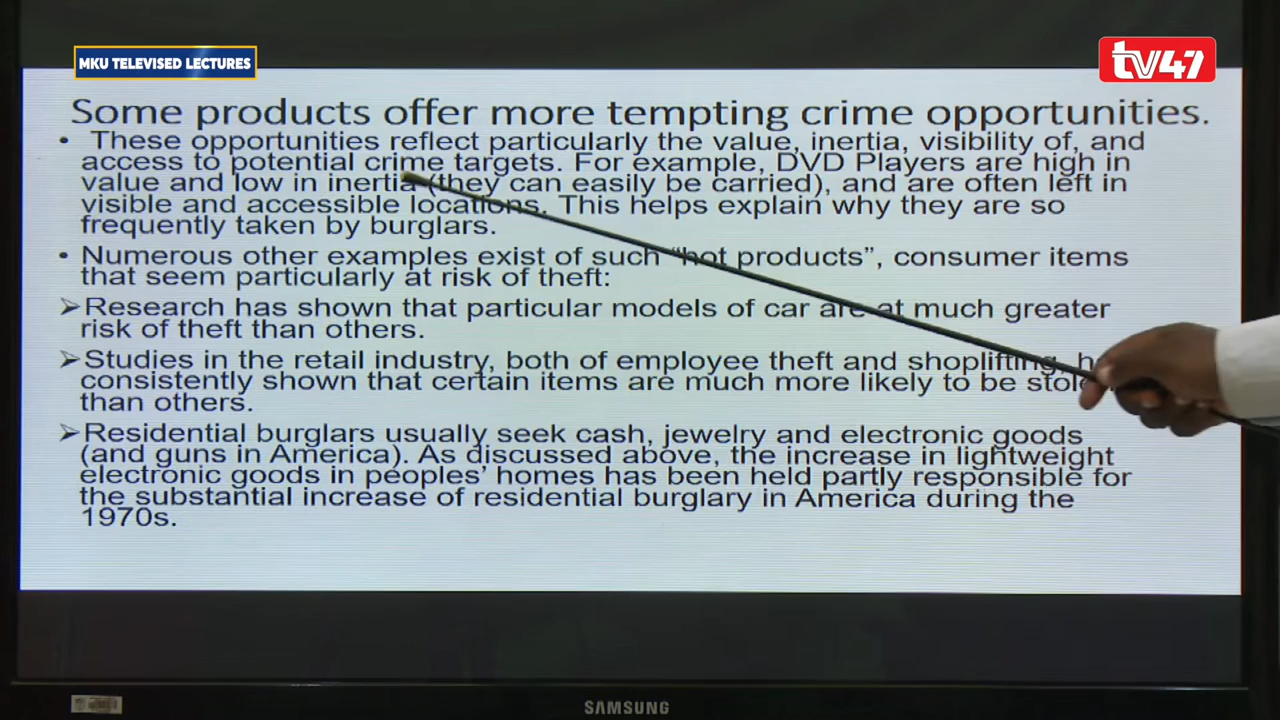 MKU TELEVISED LECTURES
tv47
Some products offer more tempting crime opportunities.
• These opportunities reflect particularly the value, inertia, visibility of, and
access to potential crime targets. For example, DVD Players are high in
value and low in inertia (they can easily be carried), and are often left in
visible and accessible locations. This helps explain why they are so
frequently taken by burglars.
• Numerous other examples exist of such "hot products", consumer items
that seem particularly at risk of theft:
➢ Research has shown that particular models of car are at much greater
risk of theft than others.
➢ Studies in the retail industry, both of employee theft and shoplifting,
consistently shown that certain items are much more likely to be stolen
than others.
➢ Residential burglars usually seek cash, jewelry and electronic goods
(and guns in America). As discussed above, the increase in lightweight
electronic goods in peoples' homes has been held partly responsible for
the substantial increase of residential burglary in America during the
1970s.
SAMSUNG